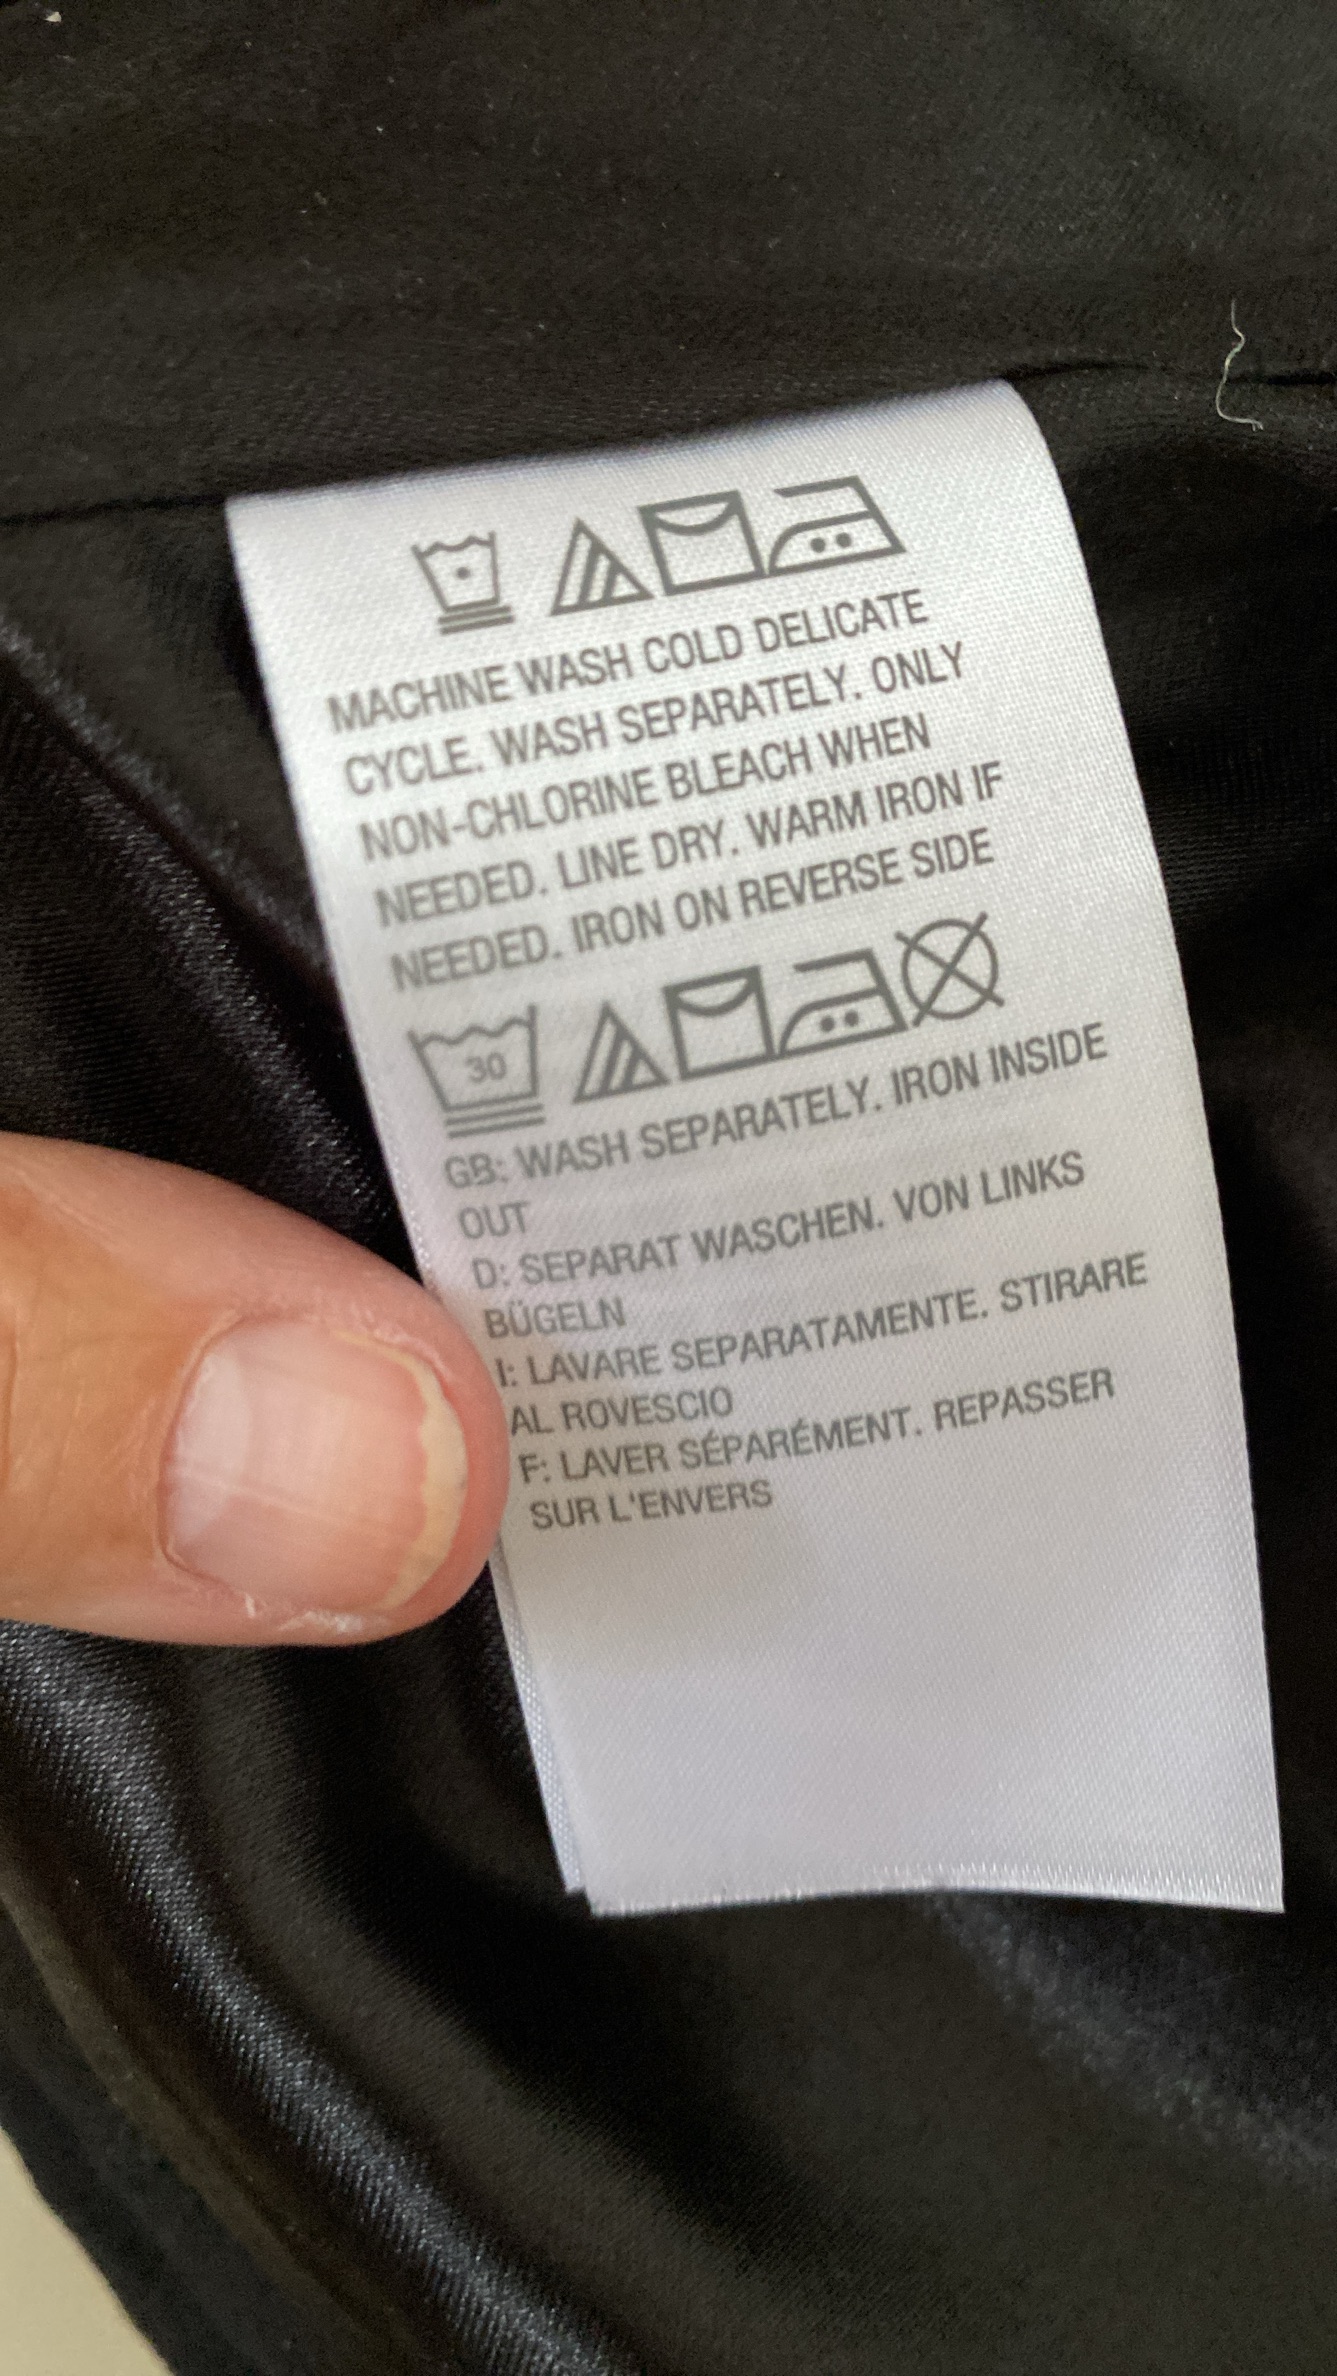 MACHINE WASH COLD DELICATE
CYCLE. WASH SEPARATELY. ONLY
NON-CHLORINE BLEACH WHEN
NEEDED. LINE DRY. WARM IRON IF
NEEDED. IRON ON REVERSE SIDE
30
GB: WASH SEPARATELY. IRON INSIDE
OUT
D: SEPARAT WASCHEN. VON LINKS
BÜGELN
I: LAVARE SEPARATAMENTE. STIRARE
AL ROVESCIO
F: LAVER SÉPARÉMENT. REPASSER
SUR L'ENVERS